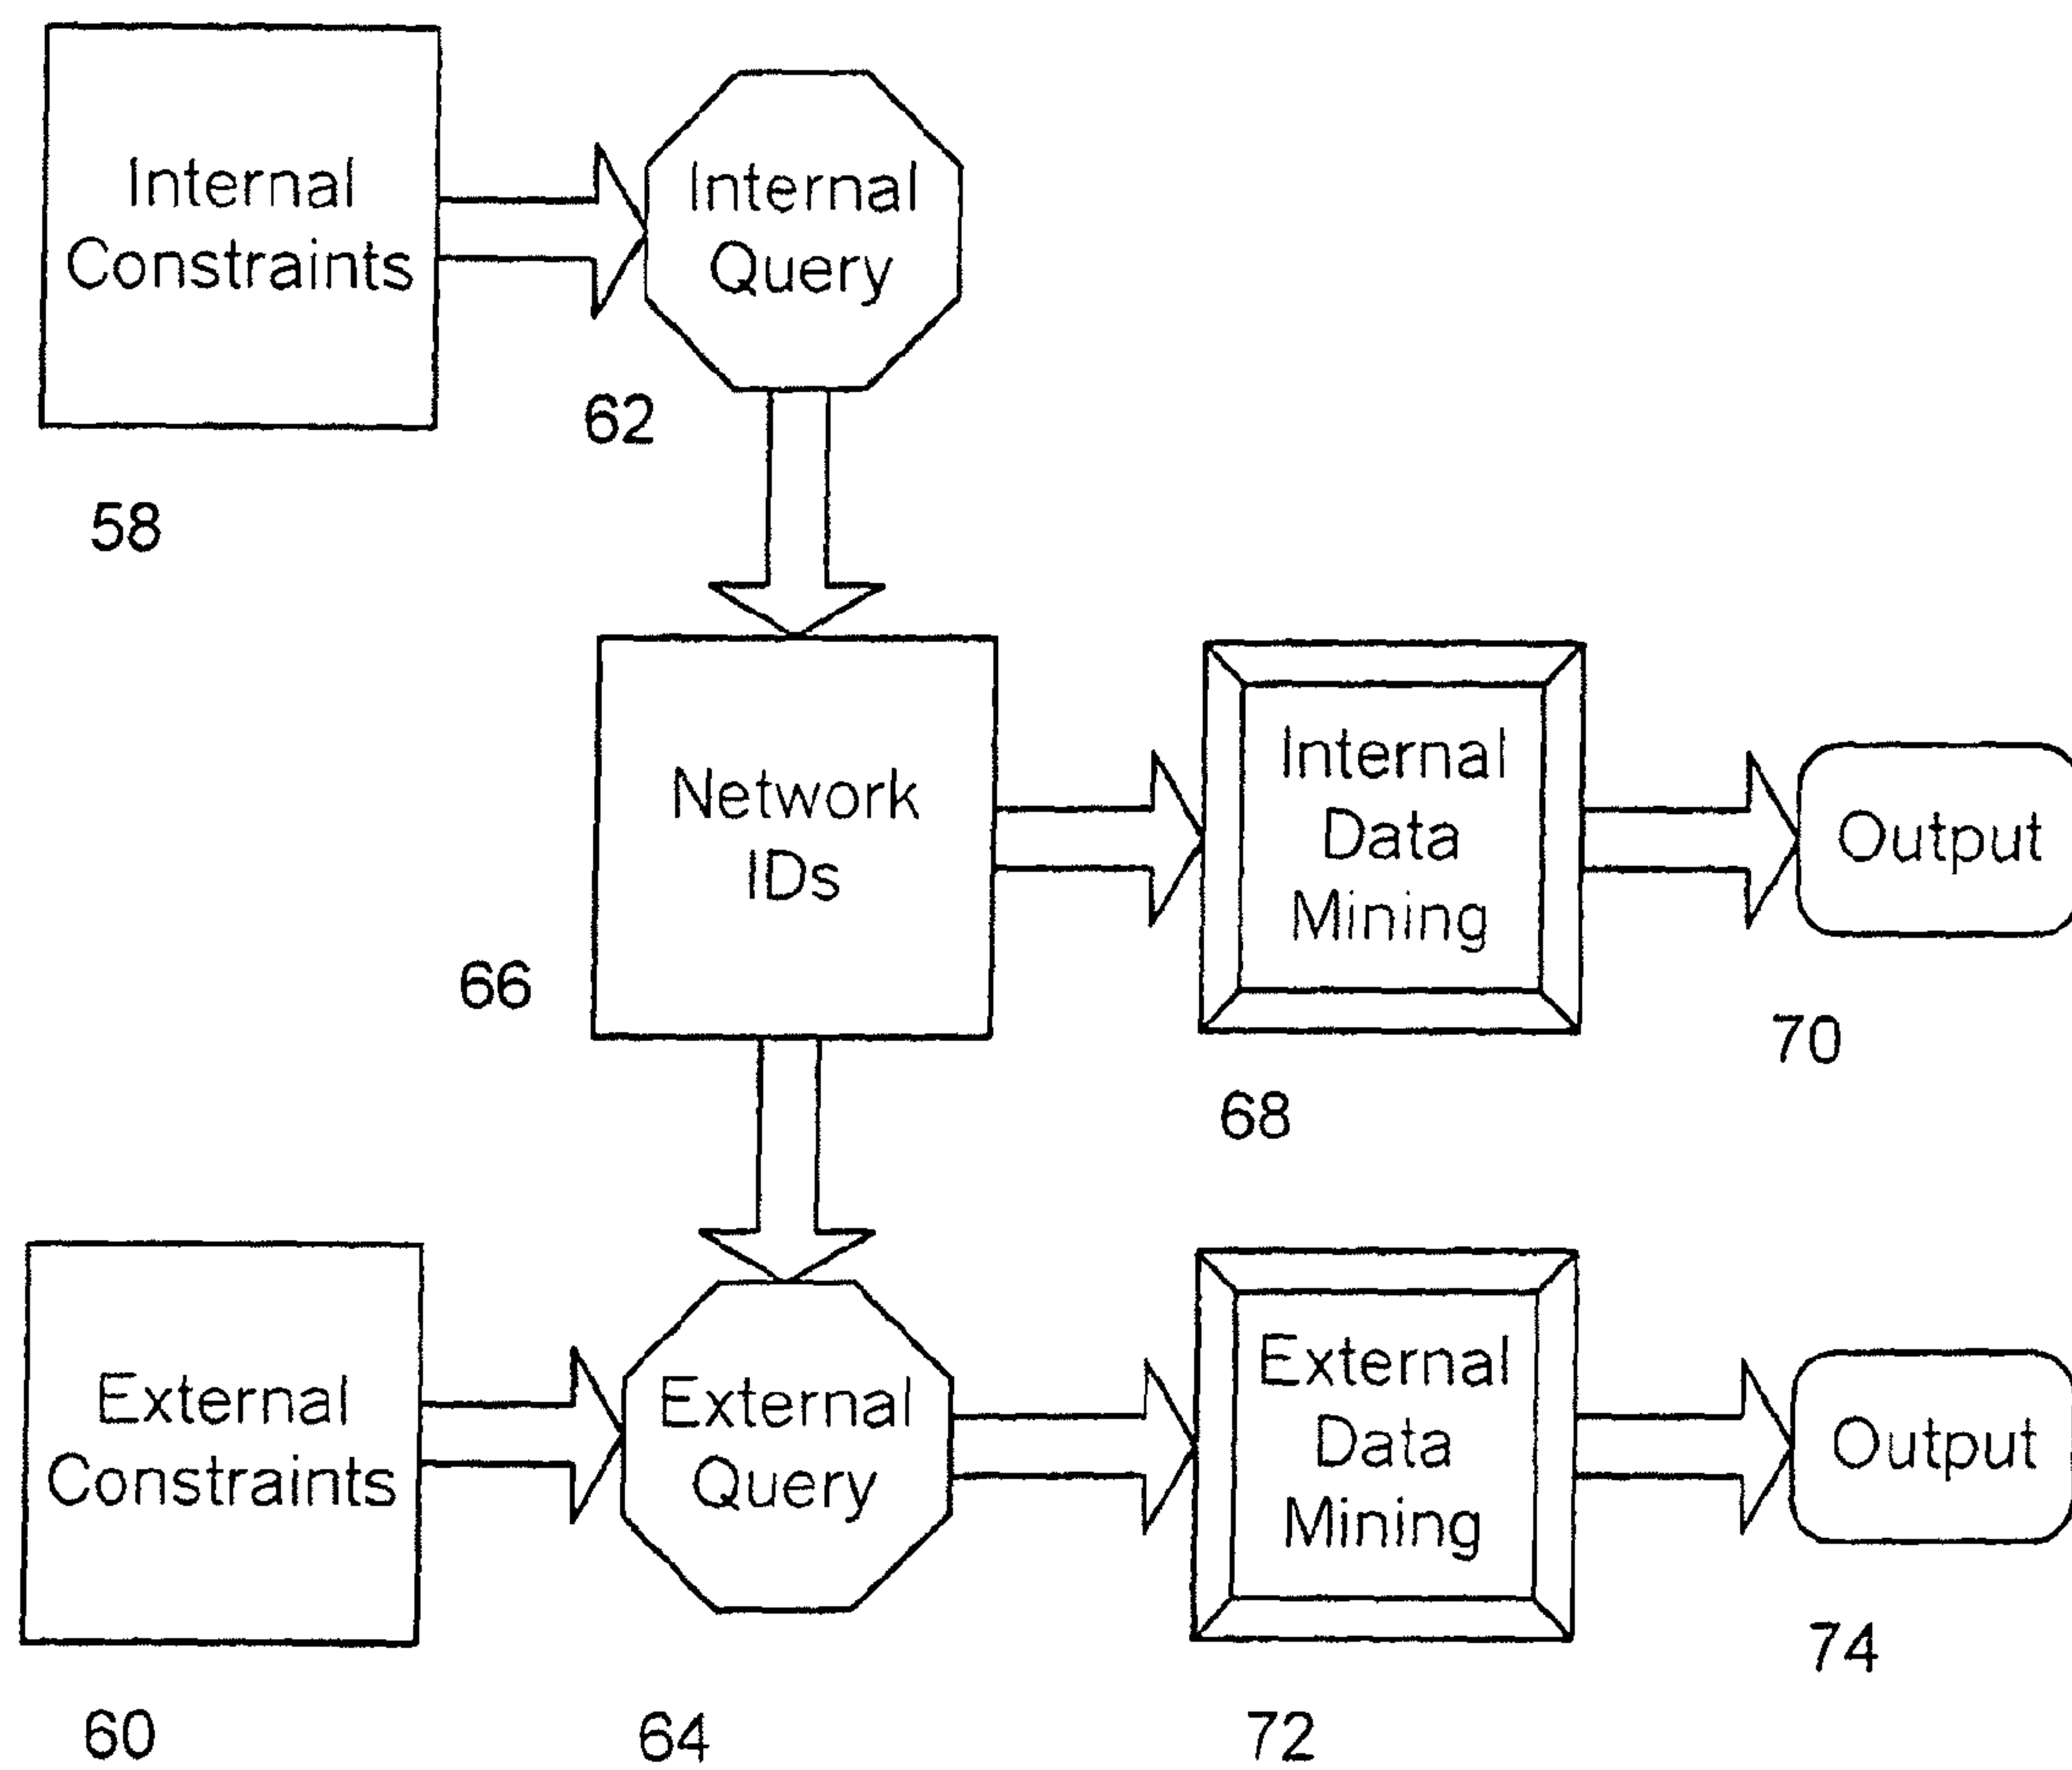 Internal
Constraints
58
Internal
Query
62
Network
IDs
66
Internal
Data
Mining
68
Output
70
External
Constraints
60
External
Query
64
External
Data
Mining
72
Output
74